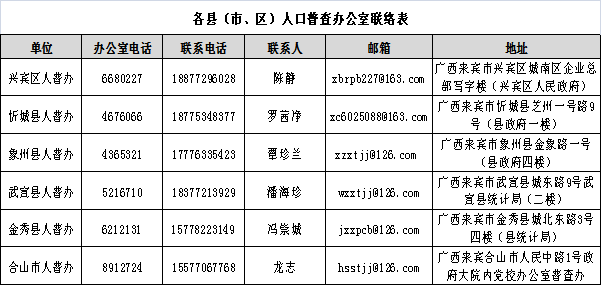 各县（市、区）人口普查办公室联络表
单位 办公室电话 联系电话 联系人 邮箱 地址
兴宾区人普办 6680227 18877296028 陈静 xbrpb227@163.com 广西来宾市兴宾区城南区企业总
部写字楼（兴宾区人民政府）
忻城县人普办 4676066 18775348377 罗茜净 xc602508@163.com 广西来宾市忻城县芝州一号路9
号（县政府一楼）
象州县人普办 4365321 17776335423 覃珍兰 xzxtjj@126.com 广西来宾市象州县金象路一号
（县政府四楼）
武宣县人普办 5216710 18377213929 潘海珍 wxxtjj@126.com 广西来宾市武宣县城东路9号武
宣县统计局（二楼）
金秀县人普办 6212131 15778223149 冯崇城 jxxpcb@126.com 广西来宾市金秀县城北东路3号
四楼（县统计局）
合山市人普办 8912724 15577067768 龙志 hsstjj@126.com 广西来宾合山市人民中路1号政
府大院内党校办公室普查办